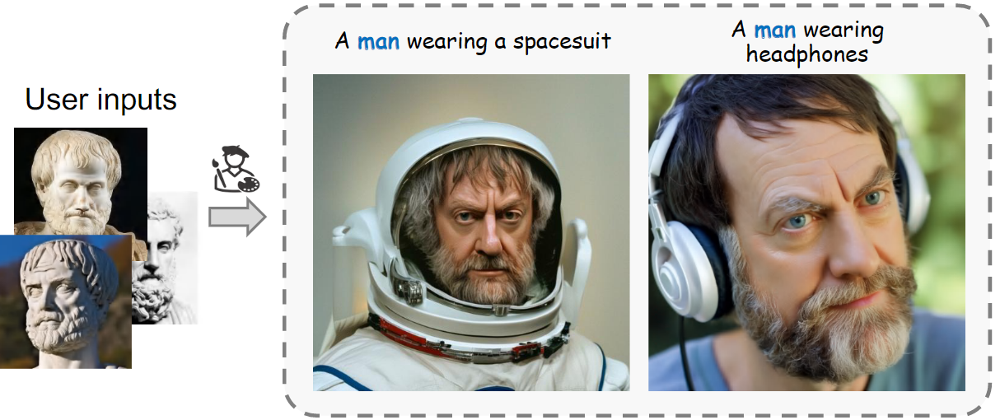 User inputs
A man wearing a spacesuit
A man wearing
headphones